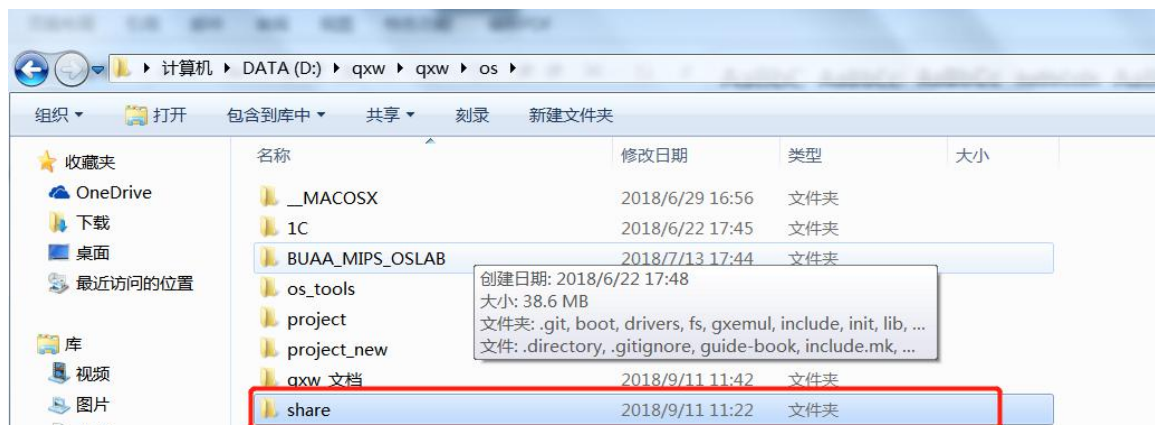 计算机 DATA (D:) qxw qxw os
组织 打开 包含到库中 共享 刻录 新建文件夹
收藏夹
OneDrive
下载
桌面
最近访问的位置
库
视频
图片
名称 修改日期 类型 大小
__MACOSX 2018/6/29 16:56 文件夹
1C 2018/6/22 17:45 文件夹
BUAA_MIPS_OSLAB 2018/7/13 17:44 文件夹
os_tools
project
project_new
qxw_文档 2018/9/11 11:42 文件夹
share 2018/9/11 11:22 文件夹
创建日期: 2018/6/22 17:48
大小: 38.6 MB
文件夹: .git, boot, drivers, fs, gxemul, include, init, lib, ...
文件: .directory, .gitignore, guide-book, include.mk, ...